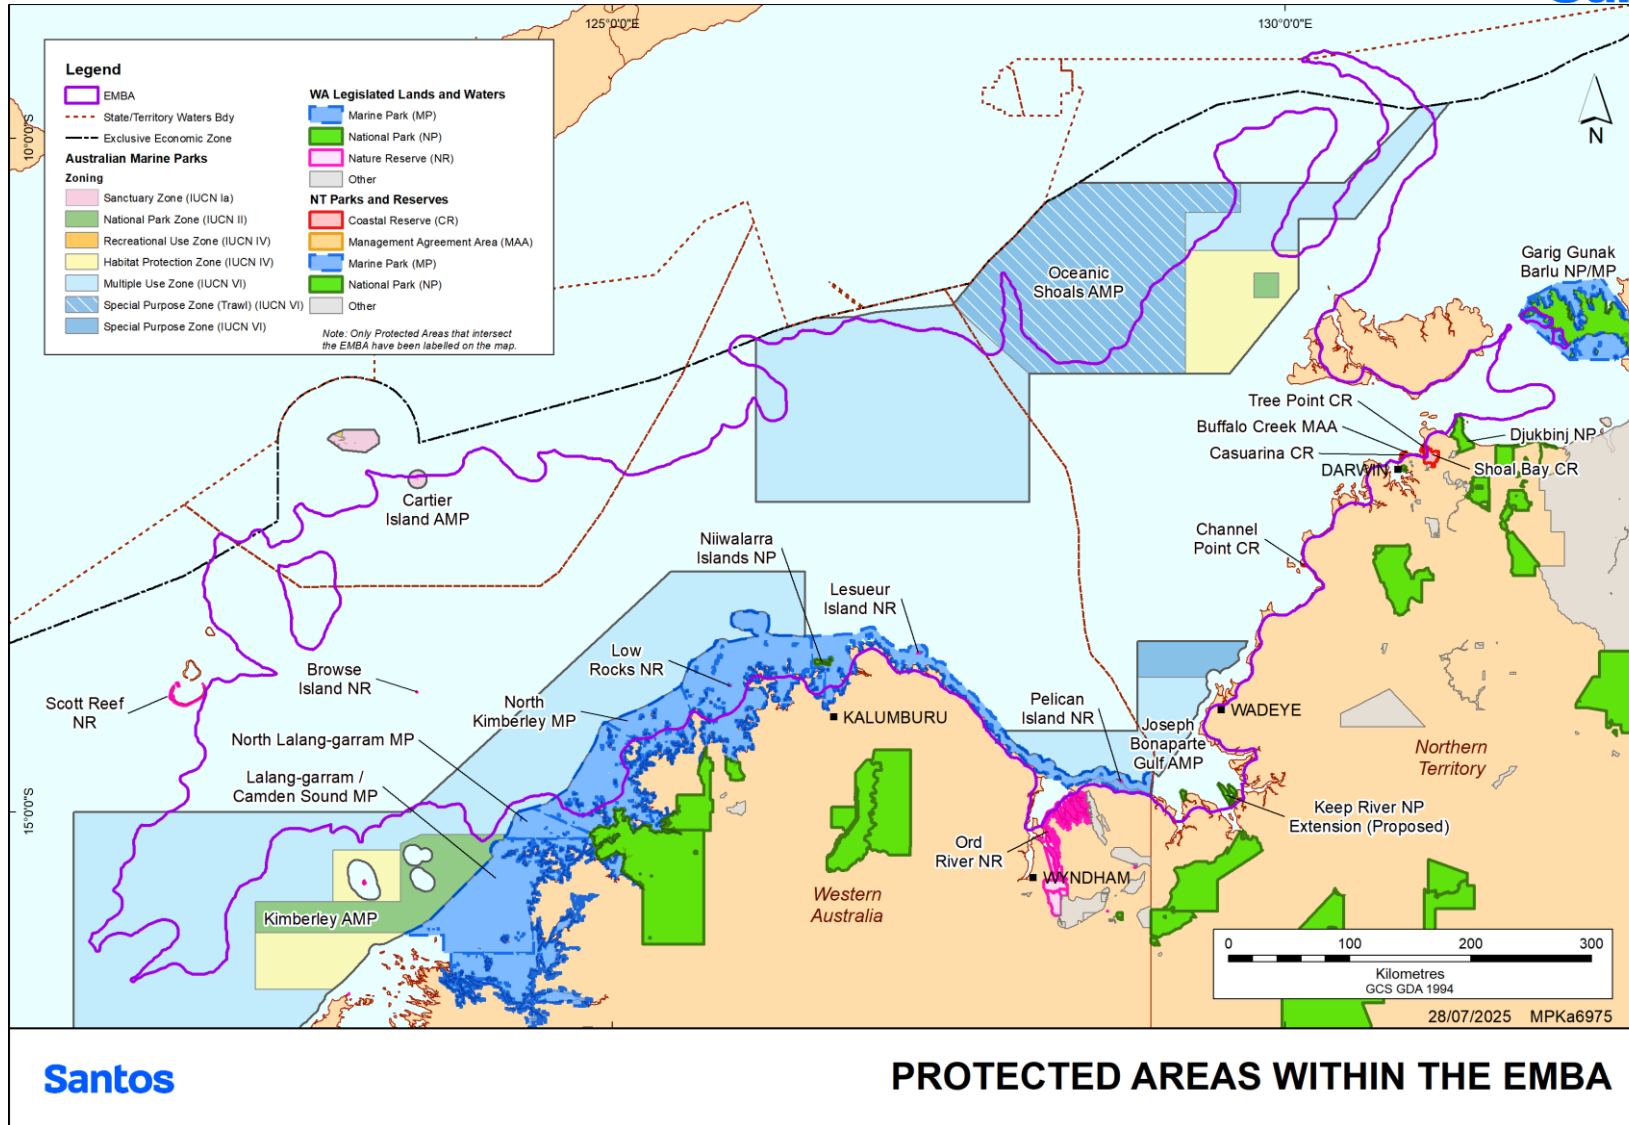 125°0'0"E
130°0'0"E
10°0'0"S
15°0'0"S
Legend
EMBA
State/Territory Waters Bdy
Exclusive Economic Zone
Australian Marine Parks
Zoning
Sanctuary Zone (IUCN Ia)
National Park Zone (IUCN II)
Recreational Use Zone (IUCN IV)
Habitat Protection Zone (IUCN IV)
Multiple Use Zone (IUCN VI)
Special Purpose Zone (Trawl) (IUCN VI)
Special Purpose Zone (IUCN VI)
WA Legislated Lands and Waters
Marine Park (MP)
National Park (NP)
Nature Reserve (NR)
Other
NT Parks and Reserves
Coastal Reserve (CR)
Management Agreement Area (MAA)
Marine Park (MP)
National Park (NP)
Other
Note: Only Protected Areas that intersect
the EMBA have been labelled on the map.
N
Garig Gunak
Barlu NP/MP
Oceanic
Shoals AMP
Tree Point CR
Buffalo Creek MAA
Casuarina CR
DARWIN
Djukbinj NP
Shoal Bay CR
Cartier
Island AMP
Channel
Point CR
Niiwalarra
Islands NP
Lesueur
Island NR
Low
Rocks NR
Browse
Island NR
Scott Reef
NR
North
Kimberley MP
North Lalang-garram MP
Lalang-garram /
Camden Sound MP
Kimberley AMP
KALUMBURU
Pelican
Island NR
Joseph
Bonaparte
Gulf AMP
WADEYE
Northern
Territory
Keep River NP
Extension (Proposed)
Ord
River NR
WYNDHAM
Western
Australia
0 100 200 300
Kilometres
GCS GDA 1994
28/07/2025 MPKa6975
Santos
PROTECTED AREAS WITHIN THE EMBA